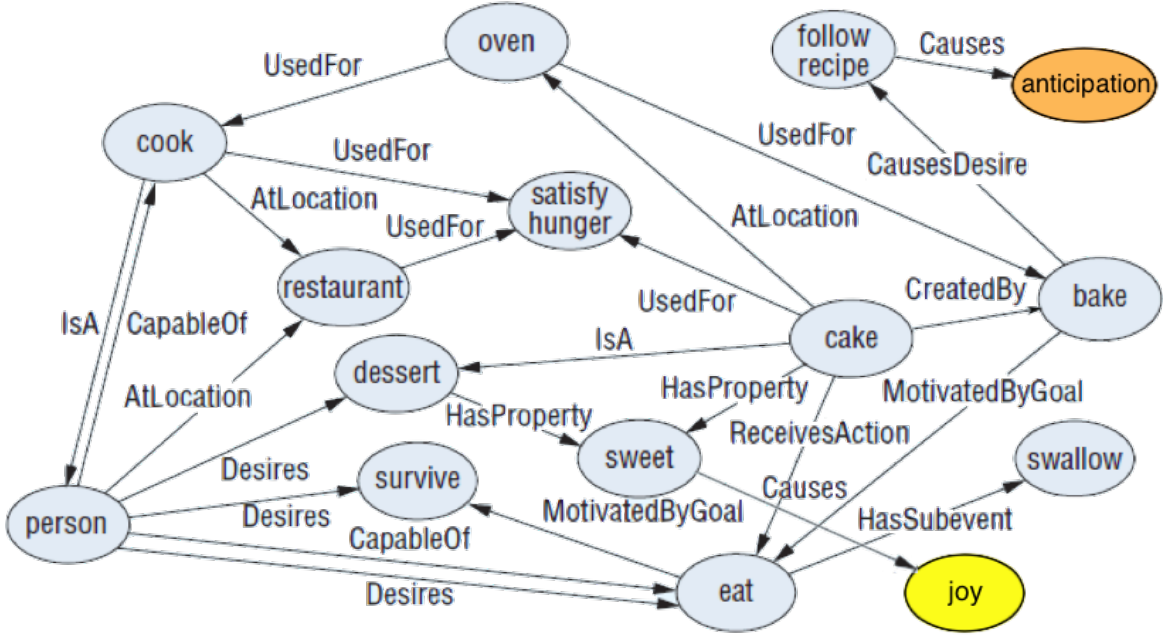 oven
follow
recipe
Causes
anticipation
UsedFor
cook
UsedFor
UsedFor
CausesDesire
AtLocation
satisfy
hunger
UsedFor
AtLocation
restaurant
UsedFor
CreatedBy
bake
IsA
CapableOf
IsA
cake
dessert
HasProperty
MotivatedByGoal
AtLocation
HasProperty
ReceivesAction
sweet
swallow
Desires
survive
Causes
person
Desires
MotivatedByGoal
HasSubevent
CapableOf
Desires
eat
joy